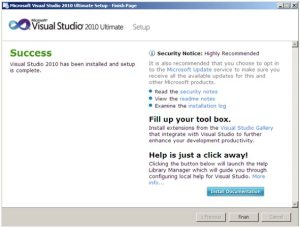 Microsoft Visual Studio 2010 Ultimate Setup - Finish Page
Microsoft
Visual Studio 2010 Ultimate Setup
Success
Visual Studio 2010 has been installed and setup
is complete.
Security Notice: Highly Recommended
It is also recommended that you choose to opt in
to the Microsoft Update service to make sure you receive
all the available updates for this and other
Microsoft products.
Read the security notes
View the readme notes
Examine the installation log
Fill up your tool box.
Install extensions from the Visual Studio Gallery
that integrate with Visual Studio to further
enhance your development productivity.
Help is just a click away!
Clicking the button below will launch the Help
Library Manager which will guide you through
configuring local help for Visual Studio. More
info...
Install Documentation
< Previous
Finish
Cancel